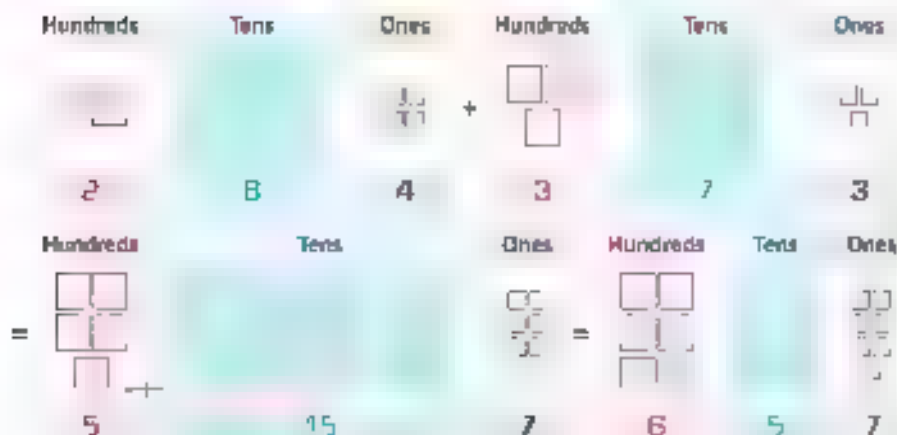 Hundreds Tens Ones Hundreds Tens Ones
+
2 8 4 3 7 3
Hundreds Tens Ones Hundreds Tens Ones
= =
5 15 7 6 5 7